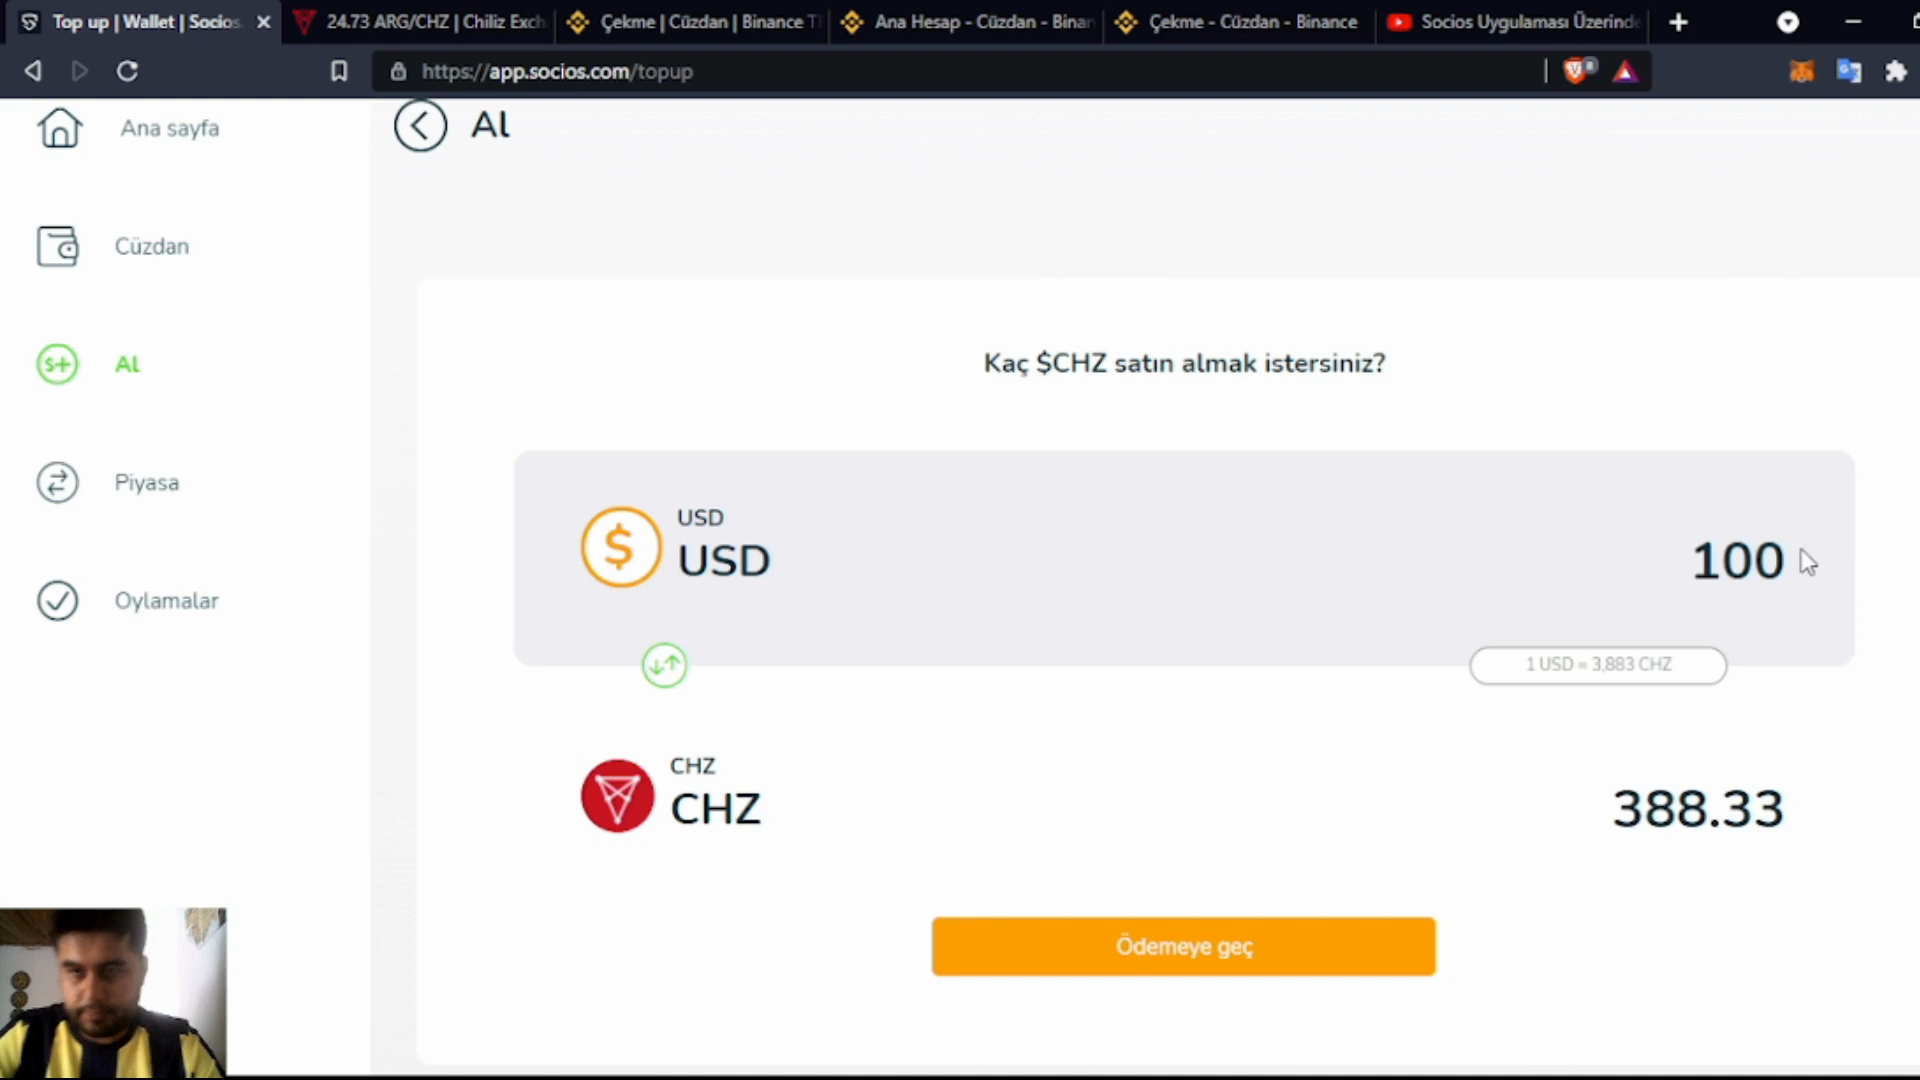 Top up | Wallet | Socios.
24.73 ARG/CHZ | Chiliz Exch
Çekme | Cüzdan | Binance T
Ana Hesap - Cüzdan - Binan
Çekme - Cüzdan - Binance
Socios Uygulaması Üzerinde
https://app.socios.com/topup
Ana sayfa
Al
Cüzdan
Al
Kaç $CHZ satın almak istersiniz?
Piyasa
USD
USD
100
Oylamalar
1 USD = 3,883 CHZ
CHZ
CHZ
388.33
Ödemeye geç